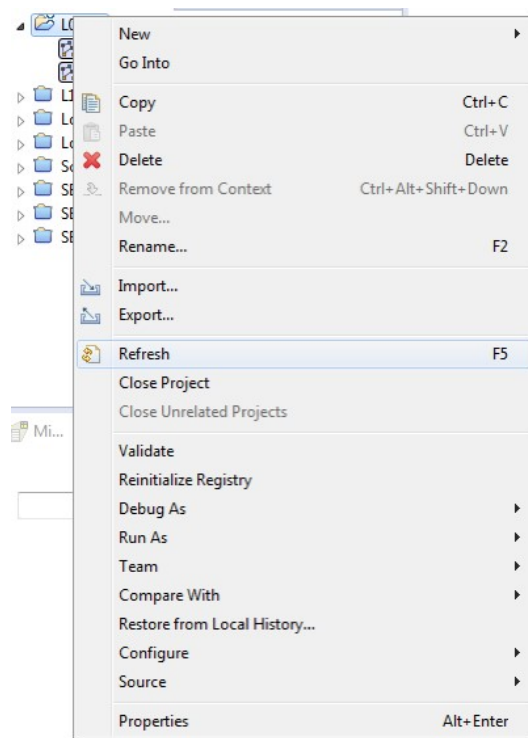 New
Go Into
Copy Ctrl+C
Paste Ctrl+V
Delete Delete
Remove from Context Ctrl+Alt+Shift+Down
Move...
Rename... F2
Import...
Export...
Refresh F5
Close Project
Close Unrelated Projects
Mi...
Validate
Reinitialize Registry
Debug As
Run As
Team
Compare With
Restore from Local History...
Configure
Source
Properties Alt+Enter